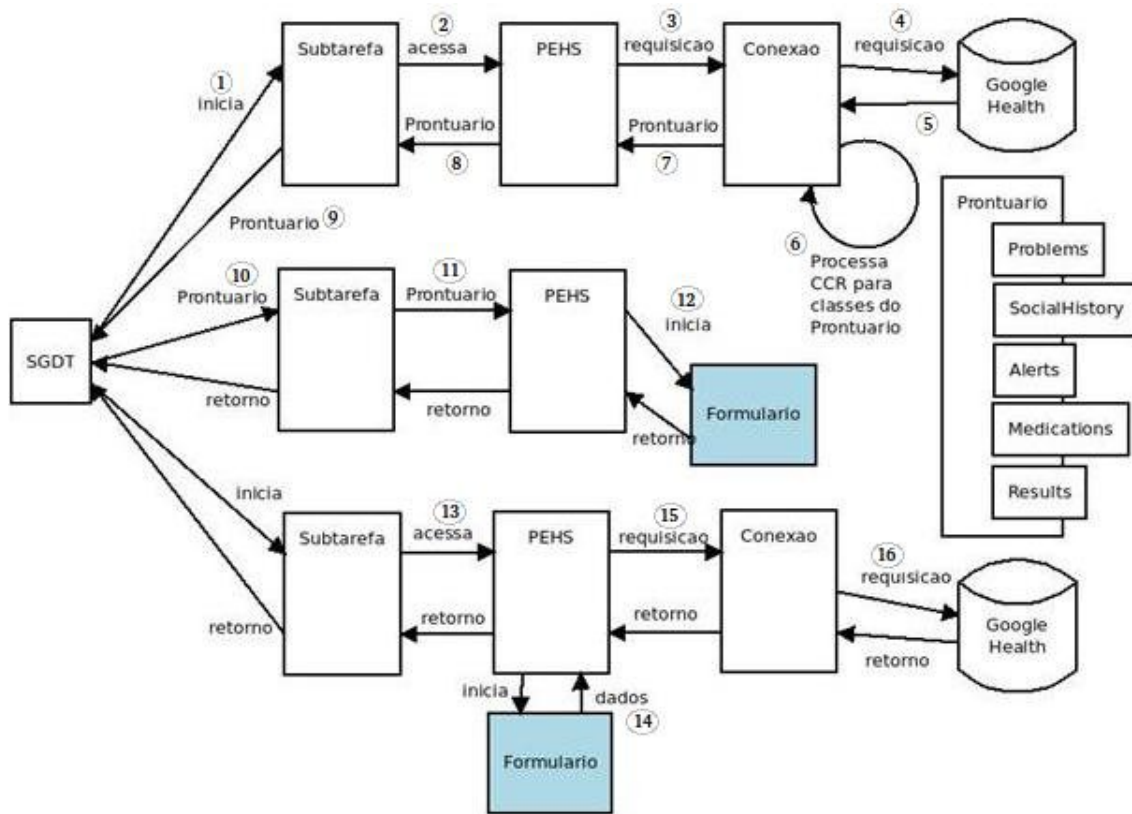 Subtarefa
2
acessa
PEHS
3
requisicao
Conexao
4
requisicao
Google
Health
1
inicia
Prontuario
8
Prontuario
7
5
Prontuario 9
6
Processa
CCR para
classes do
Prontuario
Prontuario
Problems
SocialHistory
Alerts
Medications
Results
SGDT
10
Prontuario
Subtarefa
11
Prontuario
PEHS
12
inicia
retorno
retorno
retorno
Formulario
inicia
retorno
Subtarefa
13
acessa
PEHS
15
requisicao
Conexao
16
requisicao
Google
Health
retorno
retorno
retorno
inicia
dados
14
Formulario